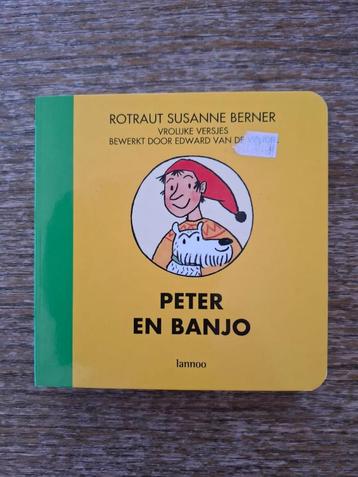 ROTRAUT SUSANNE BERNER
VROLIJKE VERSJES
BEWERKT DOOR EDWARD VAN DE
PETER
EN BANJO
lannoo